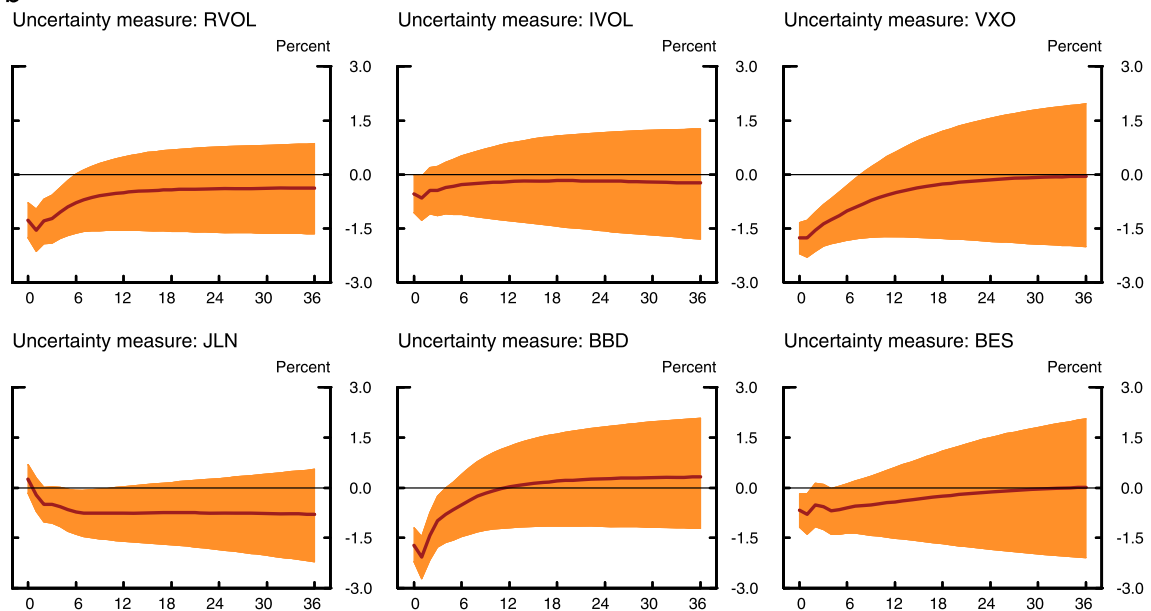 b
Uncertainty measure: RVOL
Percent
3.0
1.5
0.0
-1.5
-3.0
0 6 12 18 24 30 36
Uncertainty measure: IVOL
Percent
3.0
1.5
0.0
-1.5
-3.0
0 6 12 18 24 30 36
Uncertainty measure: VXO
Percent
3.0
1.5
0.0
-1.5
-3.0
0 6 12 18 24 30 36
Uncertainty measure: JLN
Percent
3.0
1.5
0.0
-1.5
-3.0
0 6 12 18 24 30 36
Uncertainty measure: BBD
Percent
3.0
1.5
0.0
-1.5
-3.0
0 6 12 18 24 30 36
Uncertainty measure: BES
Percent
3.0
1.5
0.0
-1.5
-3.0
0 6 12 18 24 30 36